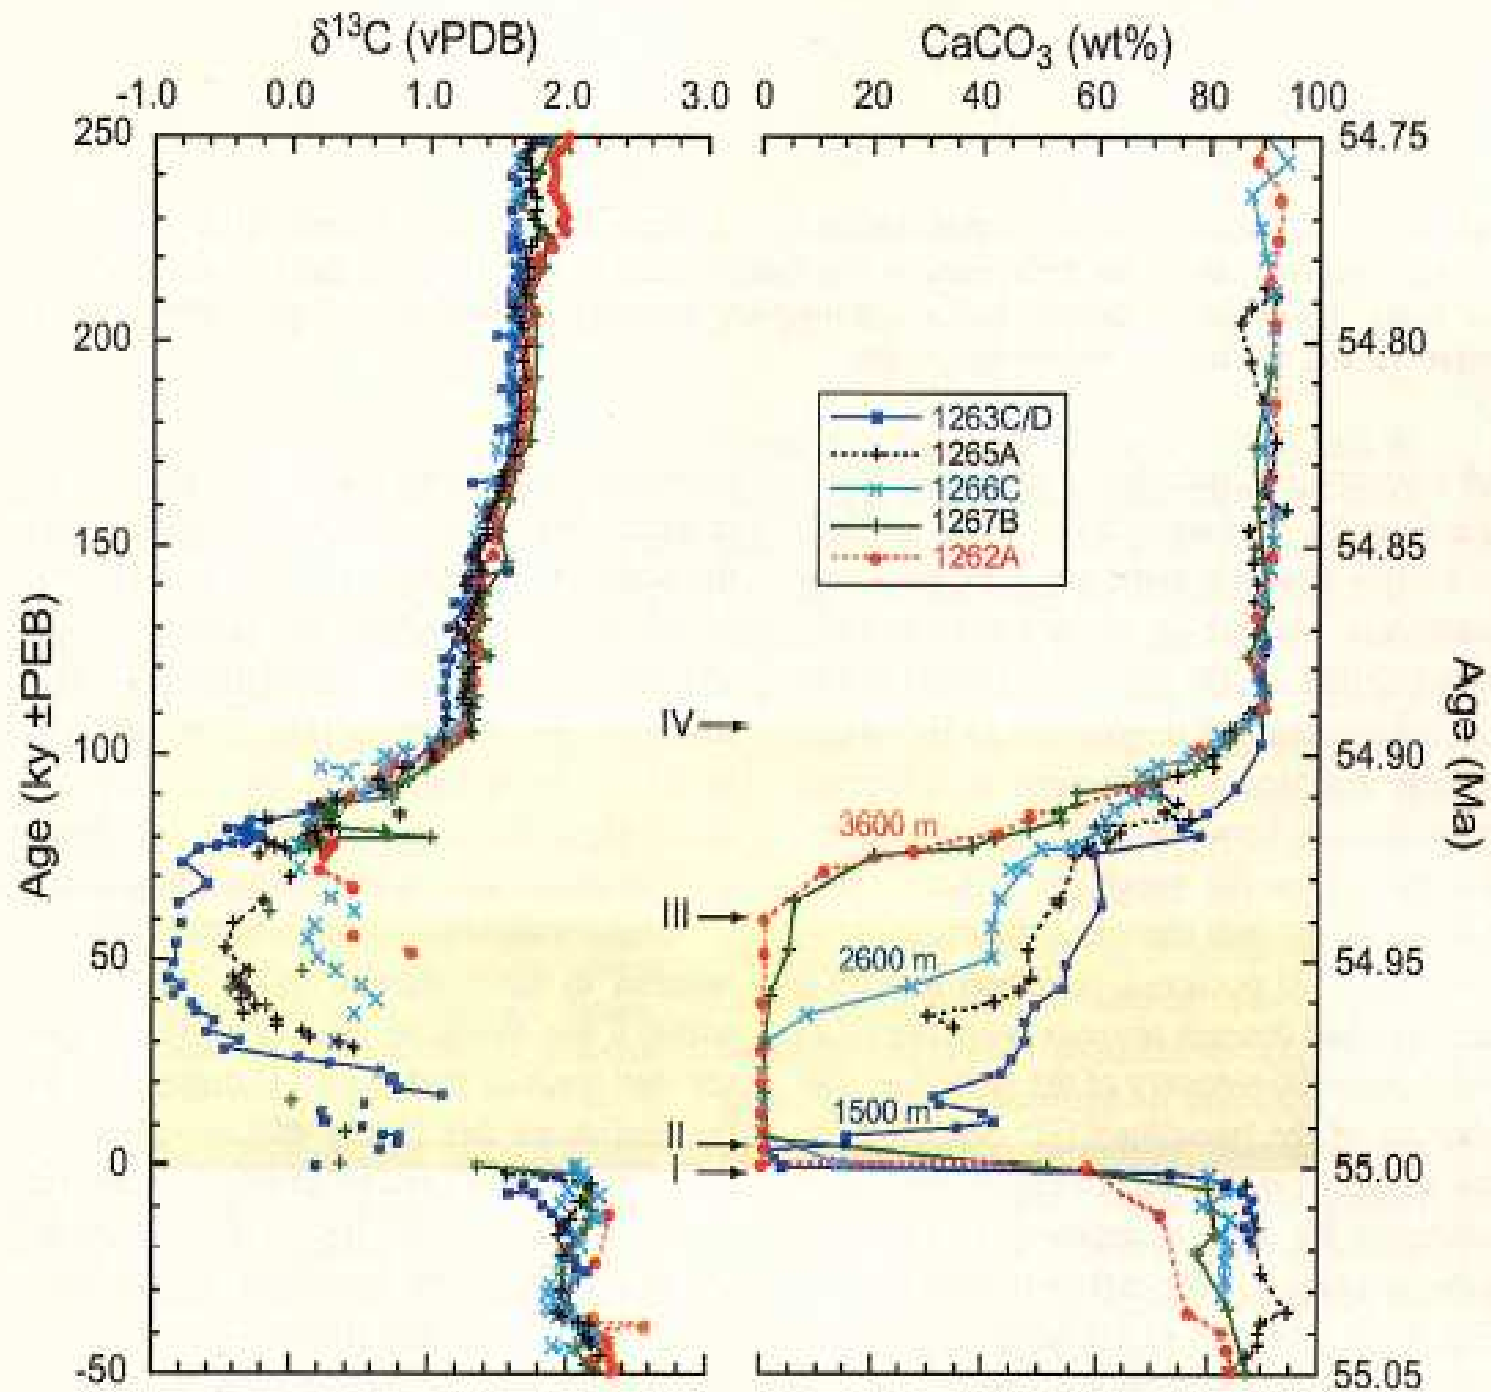 δ¹³C (vPDB)
CaCO₃ (wt%)
-1.0 0.0 1.0 2.0 3.0
0 20 40 60 80 100
250
200
150
100
50
0
-50
Age (ky ±PEB)
54.75
54.80
54.85
54.90
54.95
55.00
55.05
Age (Ma)
1263C/D
1265A
1266C
1267B
1262A
IV
III
II
I
3600 m
2600 m
1500 m